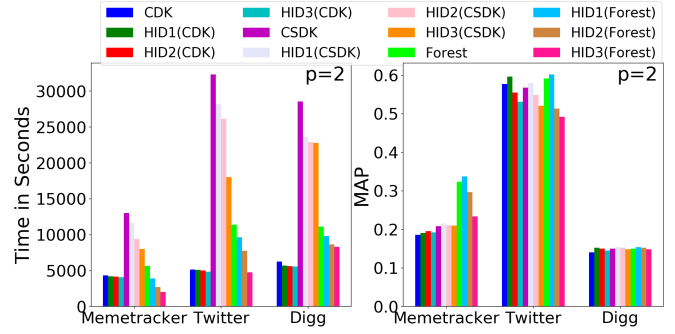 CDK HID3(CDK) HID2(CSDK) HID1(Forest)
HID1(CDK) CSDK HID3(CSDK) HID2(Forest)
HID2(CDK) HID1(CSDK) Forest HID3(Forest)
p=2
Time in Seconds
30000
25000
20000
15000
10000
5000
0
Memetracker Twitter Digg
p=2
MAP
0.6
0.5
0.4
0.3
0.2
0.1
0.0
Memetracker Twitter Digg